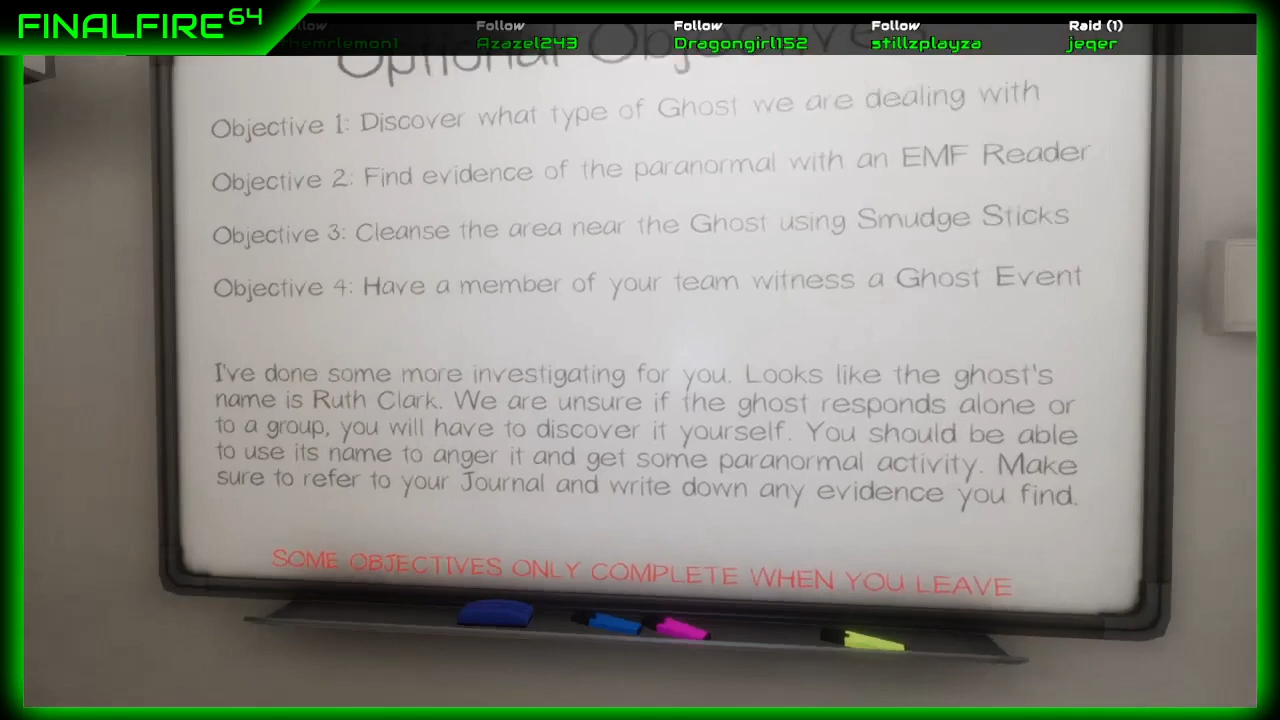 FINALFIRE64
Follow
Follow
Follow
Raid (1)
Azazel243
Dragongirl152
stillzplayza
jeqer
Optional Objectives
Objective 1: Discover what type of Ghost we are dealing with
Objective 2: Find evidence of the paranormal with an EMF Reader
Objective 3: Cleanse the area near the Ghost using Smudge Sticks
Objective 4: Have a member of your team witness a Ghost Event
I've done some more investigating for you. Looks like the ghost's
name is Ruth Clark. We are unsure if the ghost responds alone or
to a group, you will have to discover it yourself. You should be able
to use its name to anger it and get some paranormal activity. Make
sure to refer to your Journal and write down any evidence you find.
SOME OBJECTIVES ONLY COMPLETE WHEN YOU LEAVE